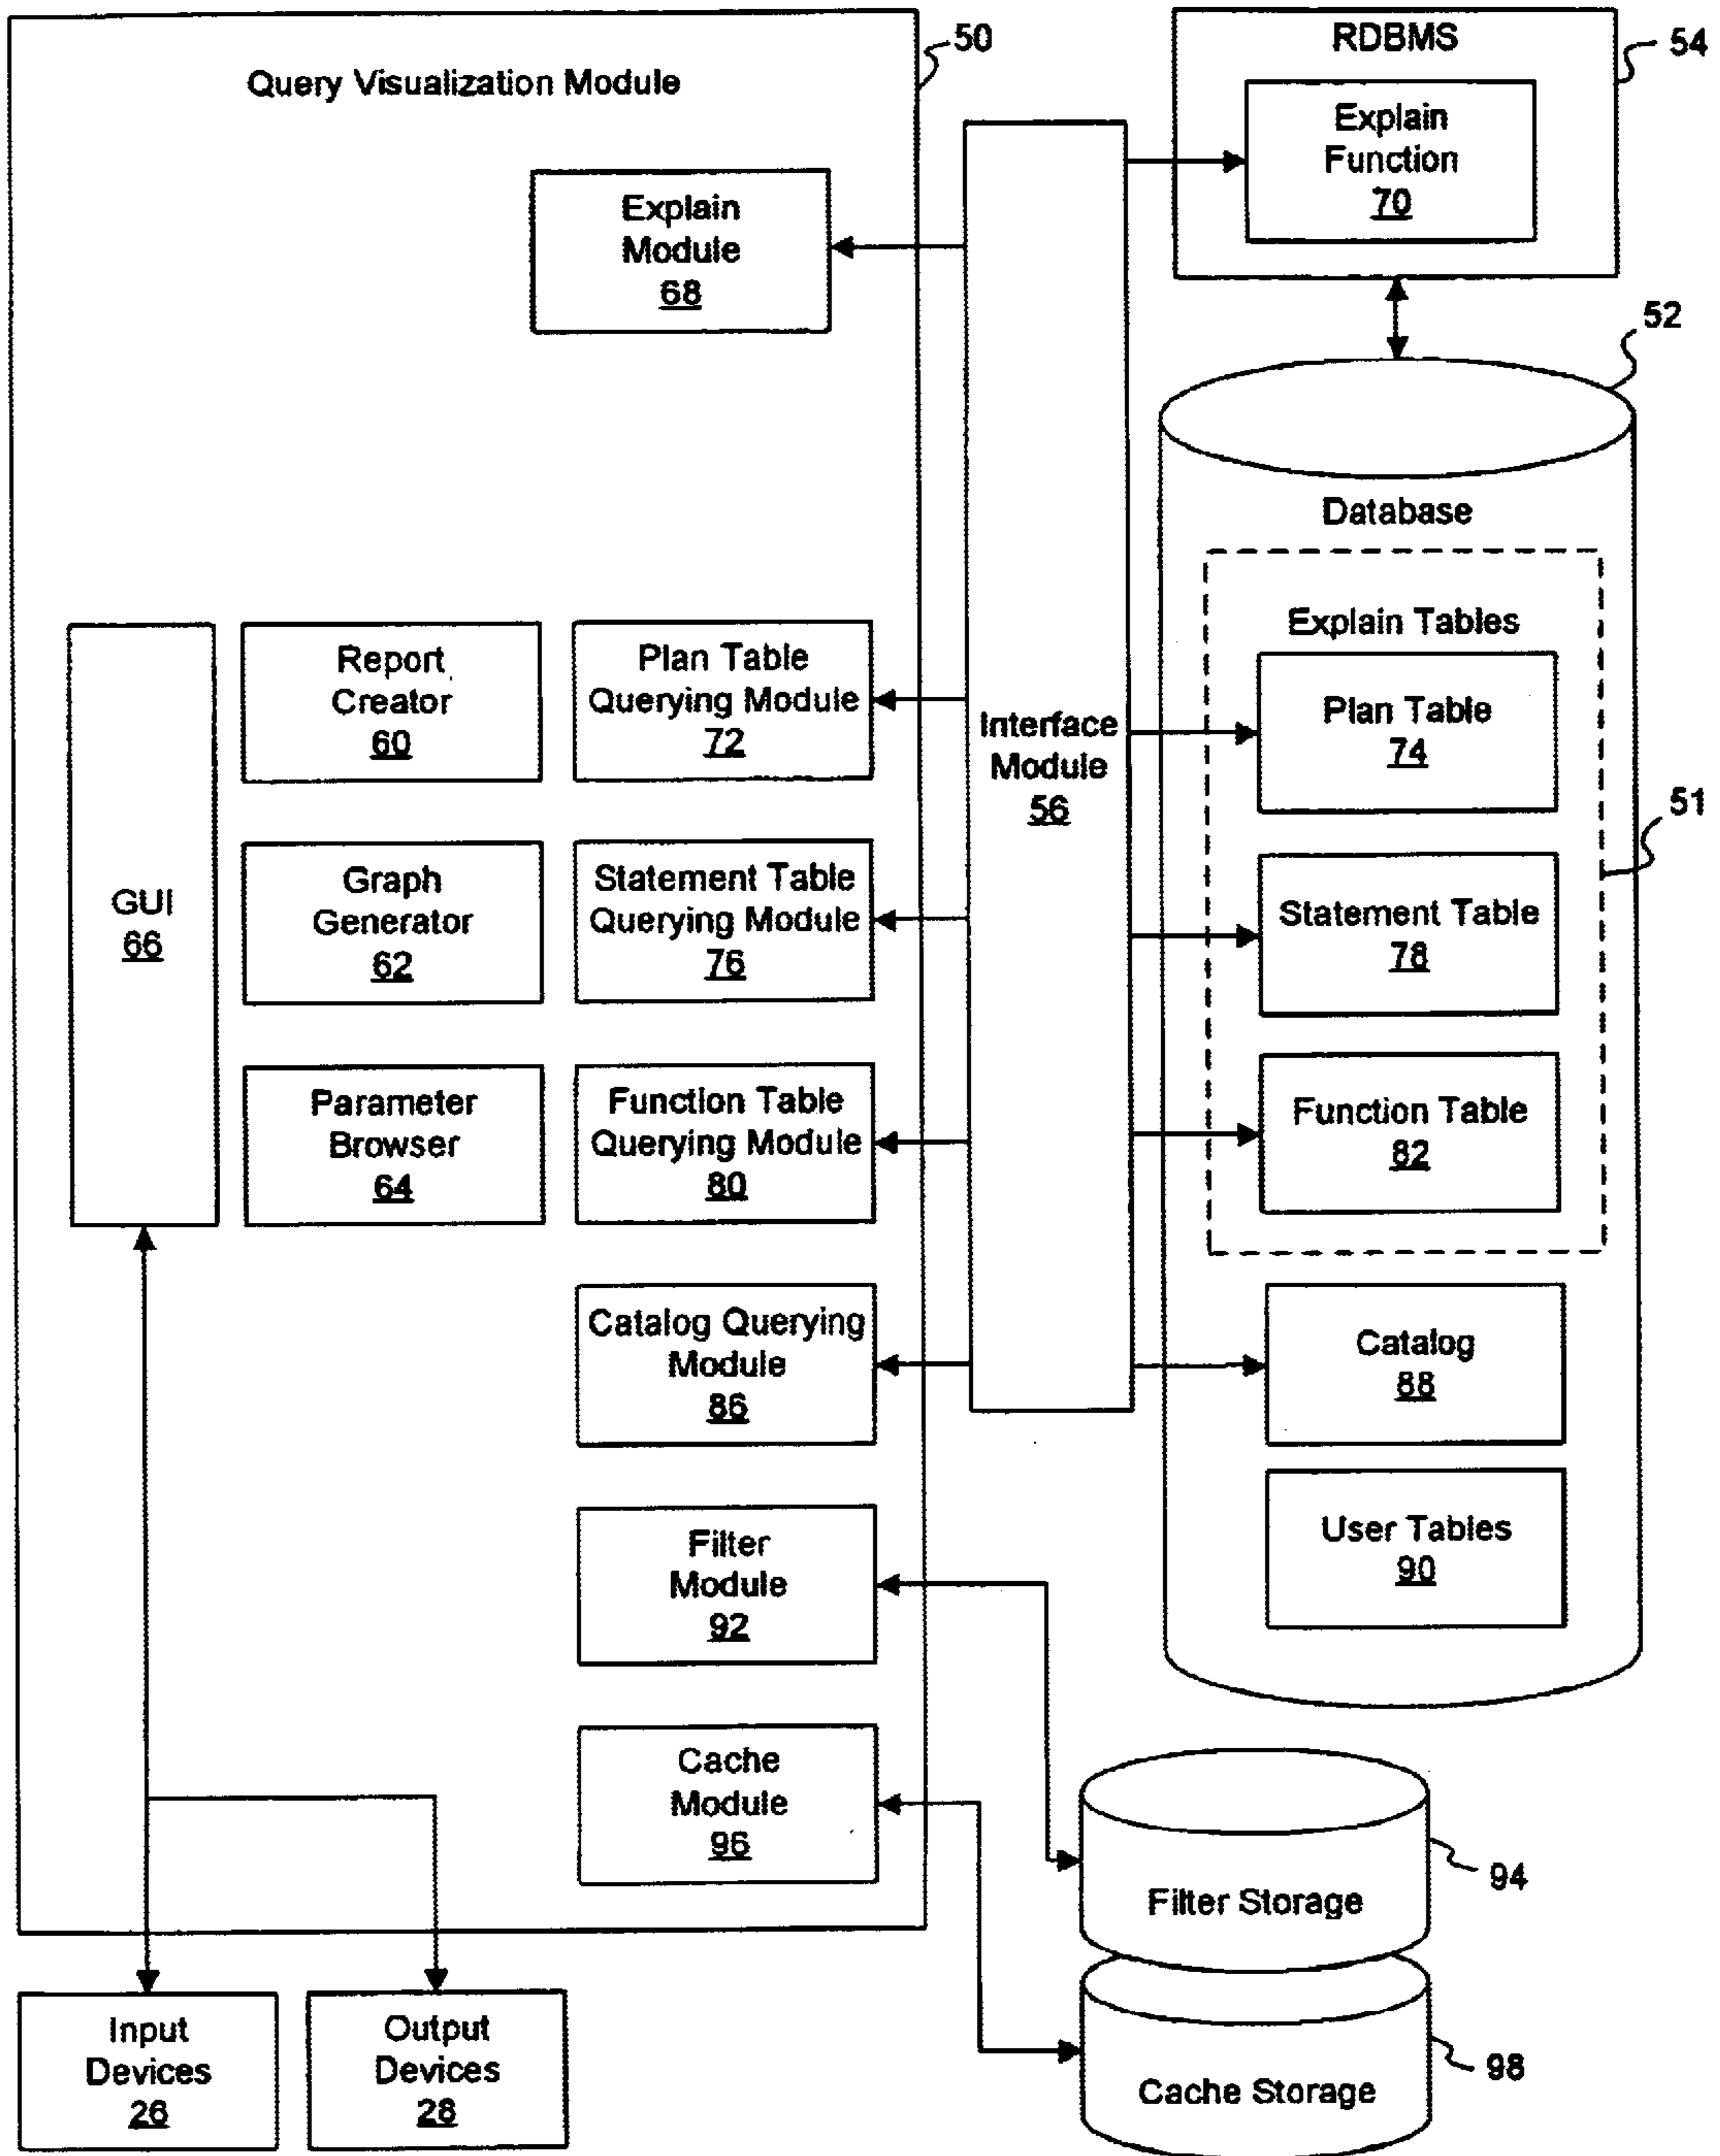 Query Visualization Module
50
RDBMS
54
Explain
Function
70
Explain
Module
68
52
Database
Explain Tables
Report
Creator
60
Plan Table
Querying Module
72
Interface
Module
56
Plan Table
74
51
GUI
66
Graph
Generator
62
Statement Table
Querying Module
76
Statement Table
78
Parameter
Browser
64
Function Table
Querying Module
80
Function Table
82
Catalog Querying
Module
86
Catalog
88
Filter
Module
92
User Tables
90
Cache
Module
96
Filter Storage
94
Input
Devices
26
Output
Devices
28
Cache Storage
98